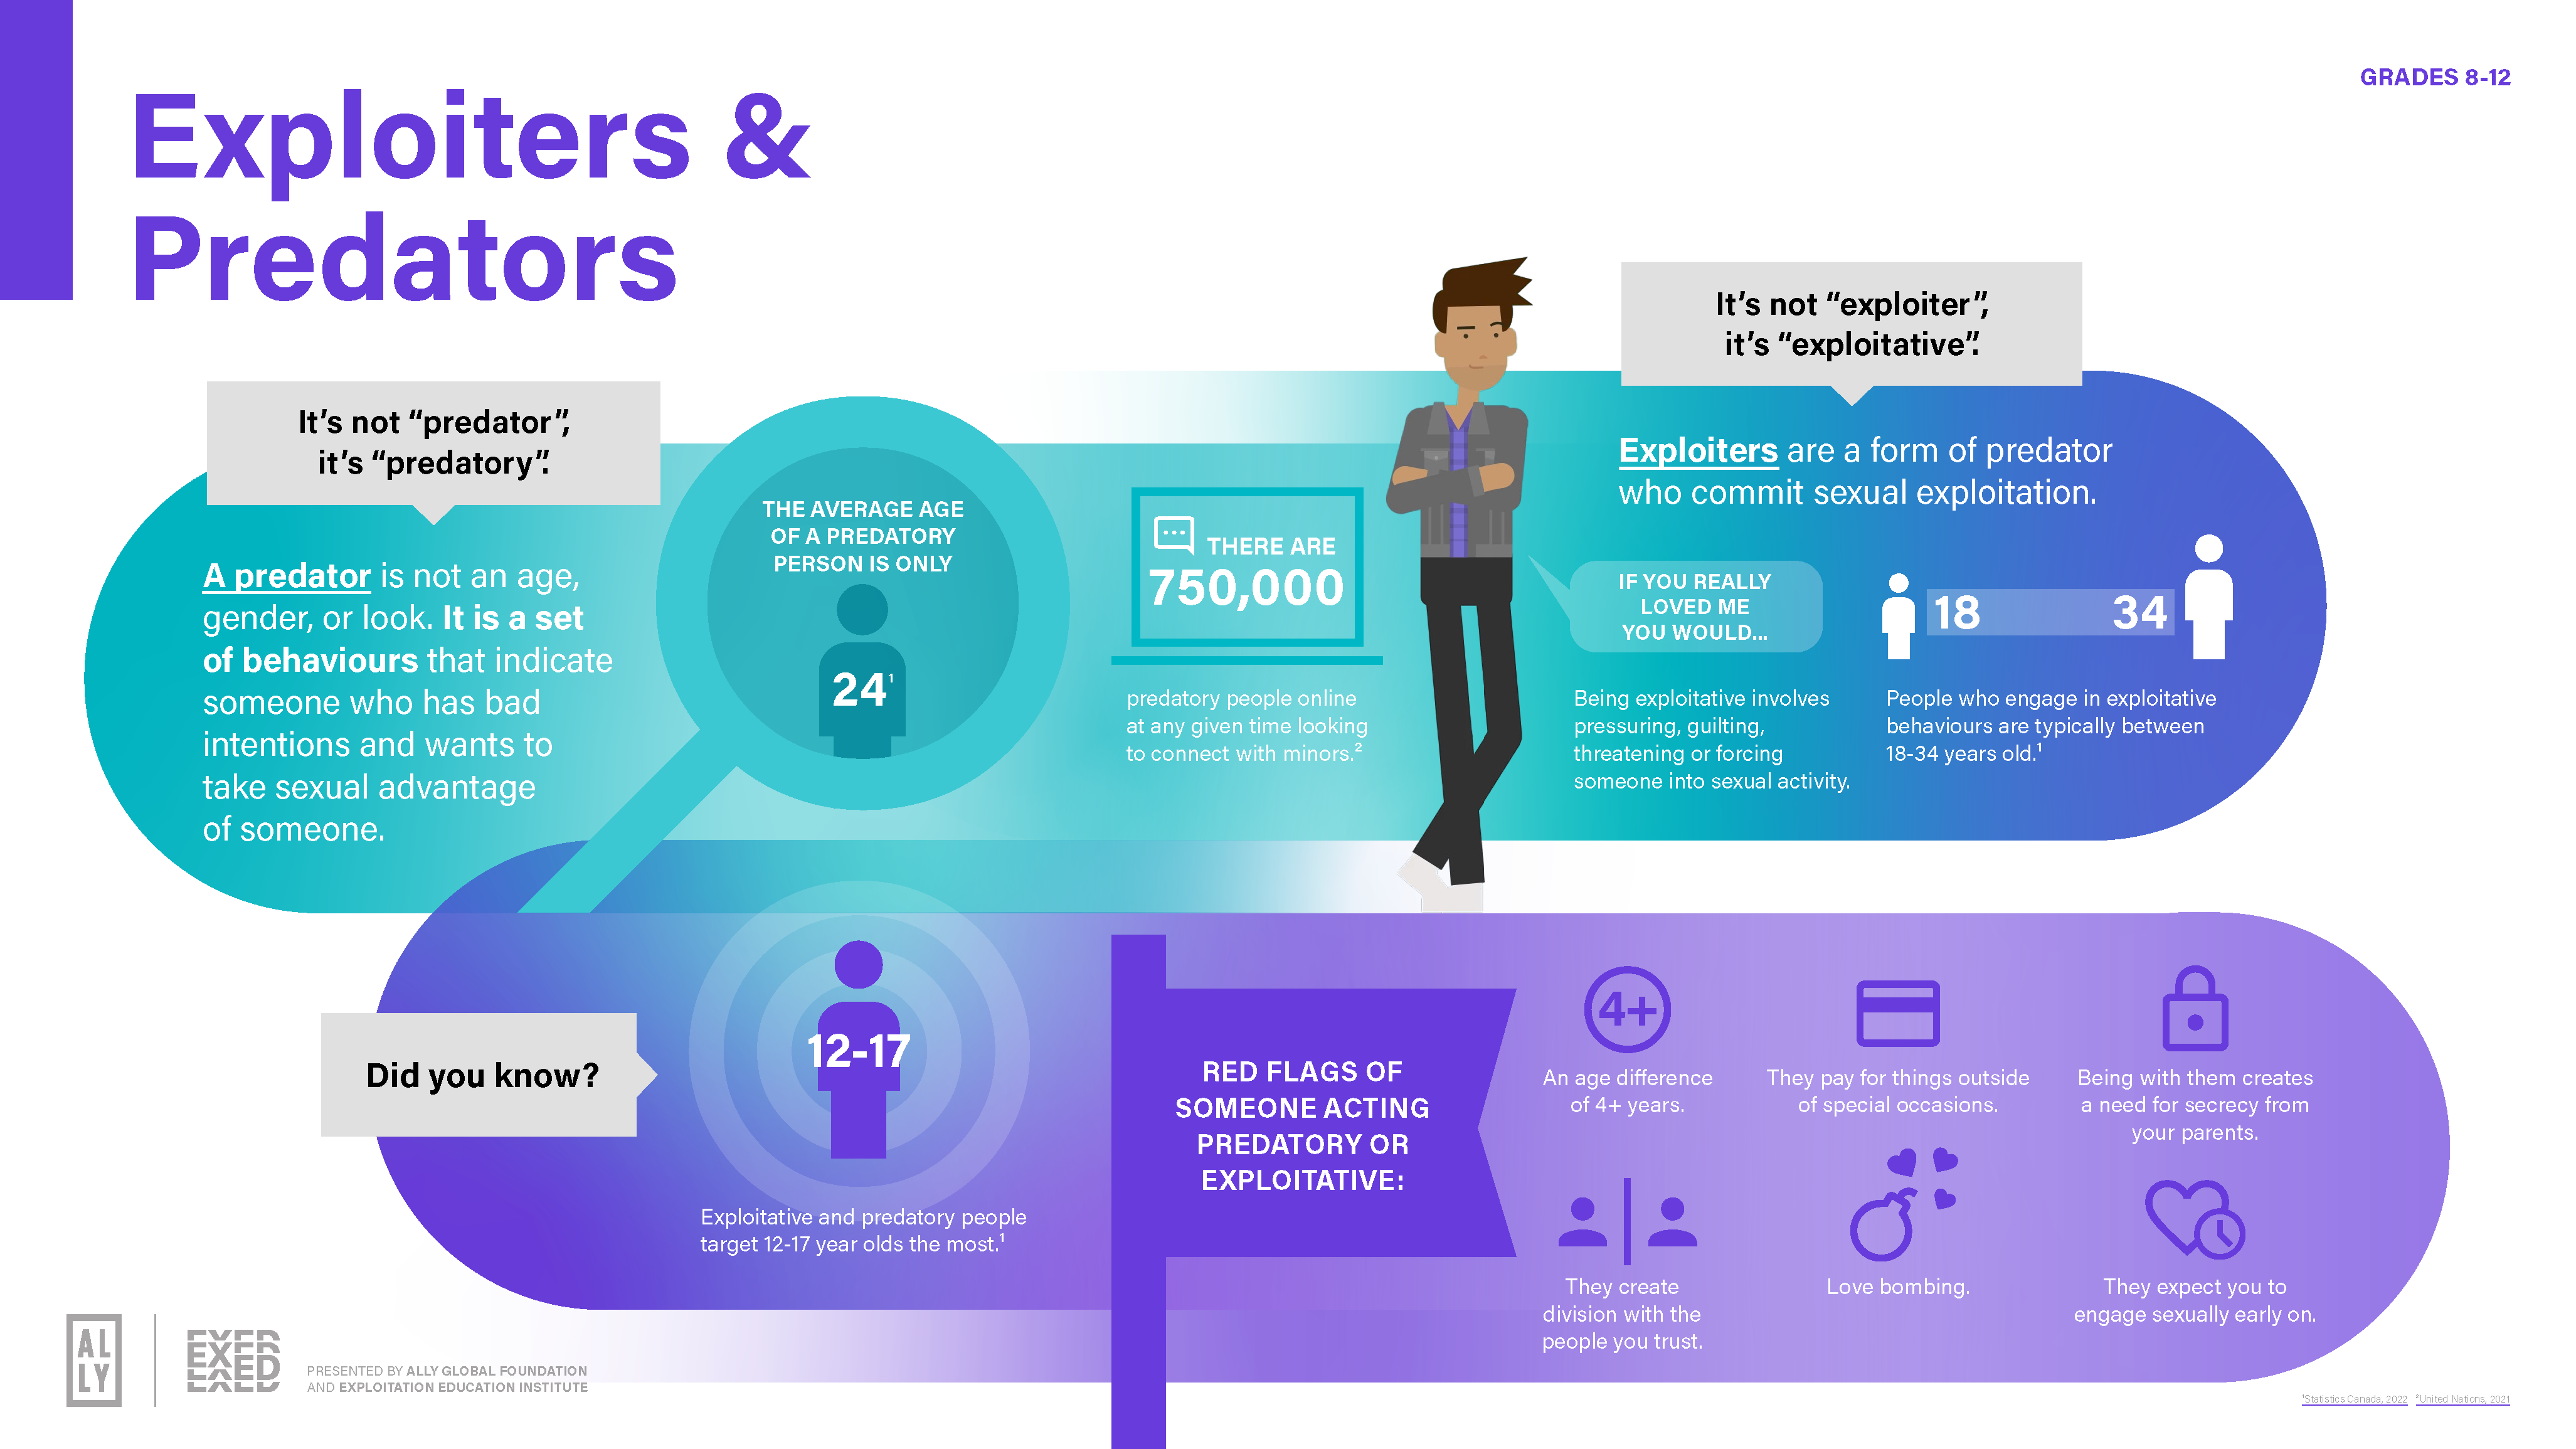 GRADES 8-12
Exploiters &
Predators
It's not “predator”,
it's “predatory”.
A predator is not an age,
gender, or look. It is a set
of behaviours that indicate
someone who has bad
intentions and wants to
take sexual advantage
of someone.
THE AVERAGE AGE
OF A PREDATORY
PERSON IS ONLY
24¹
THERE ARE
750,000
predatory people online
at any given time looking
to connect with minors.²
It's not “exploiter”,
it's “exploitative”.
Exploiters are a form of predator
who commit sexual exploitation.
IF YOU REALLY
LOVED ME
YOU WOULD...
Being exploitative involves
pressuring, guilting,
threatening or forcing
someone into sexual activity.
18 34
People who engage in exploitative
behaviours are typically between
18-34 years old.¹
Did you know?
12-17
Exploitative and predatory people
target 12-17 year olds the most.¹
RED FLAGS OF
SOMEONE ACTING
PREDATORY OR
EXPLOITATIVE:
4+
An age difference
of 4+ years.
They pay for things outside
of special occasions.
Being with them creates
a need for secrecy from
your parents.
They create
division with the
people you trust.
Love bombing.
They expect you to
engage sexually early on.
AL
LY
EXED
PRESENTED BY ALLY GLOBAL FOUNDATION
AND EXPLOITATION EDUCATION INSTITUTE
¹Statistics Canada, 2022 ²United Nations, 2021